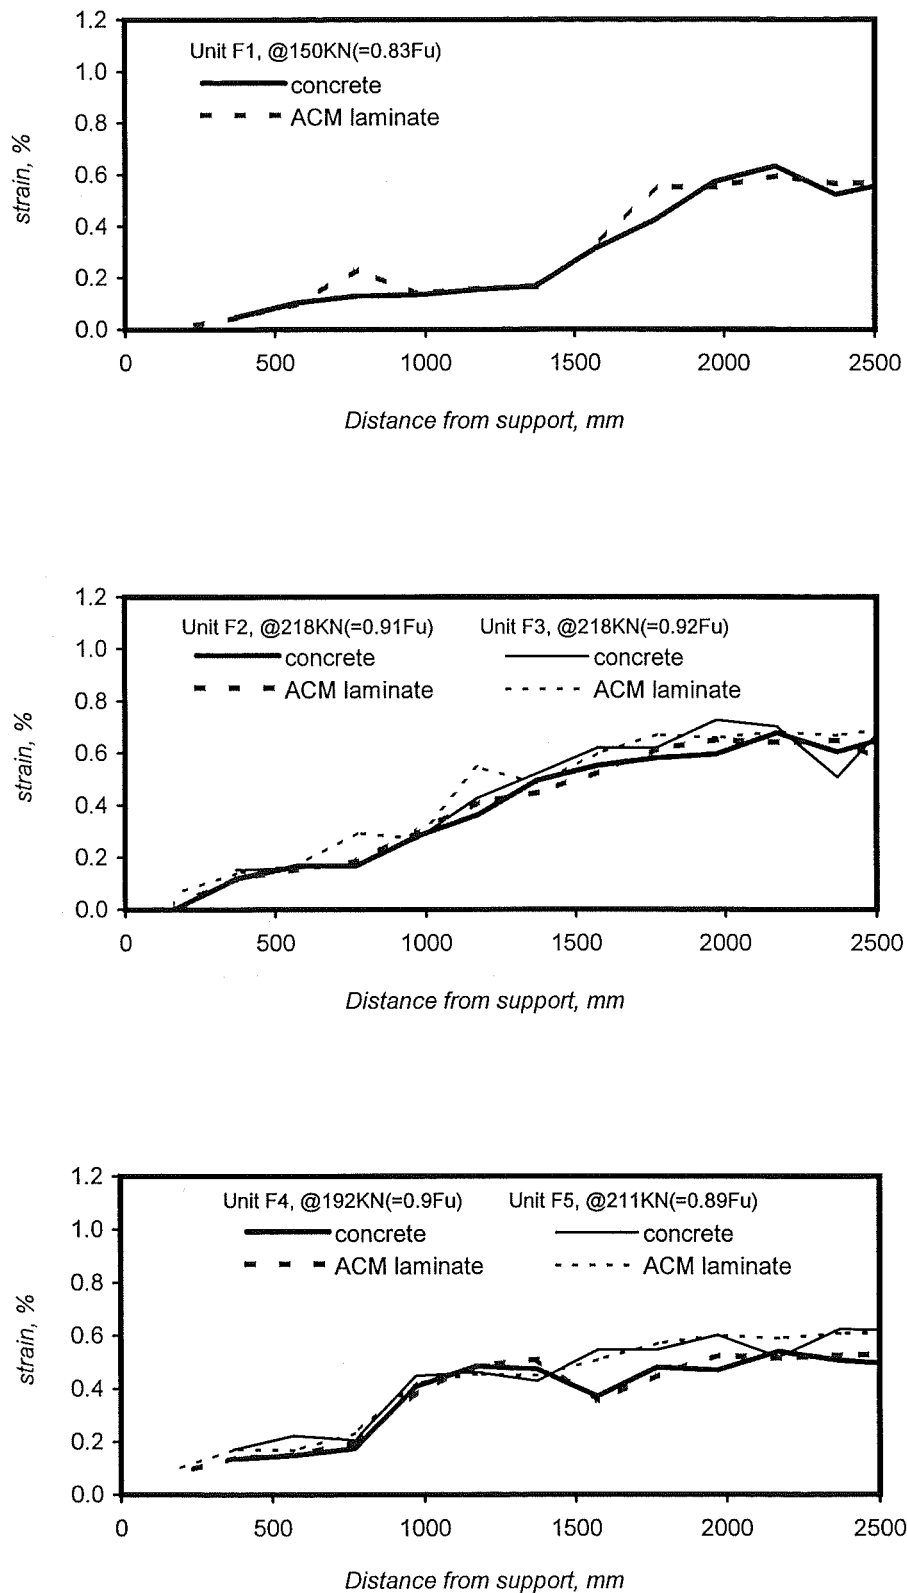 1.2
Unit F1, @150KN(=0.83Fu)
1.0
concrete
0.8
ACM laminate
strain, %
0.6
0.4
0.2
0.0
0 500 1000 1500 2000 2500
Distance from support, mm
1.2
Unit F2, @218KN(=0.91Fu) Unit F3, @218KN(=0.92Fu)
1.0
concrete concrete
ACM laminate ACM laminate
0.8
strain, %
0.6
0.4
0.2
0.0
0 500 1000 1500 2000 2500
Distance from support, mm
1.2
Unit F4, @192KN(=0.9Fu) Unit F5, @211KN(=0.89Fu)
1.0
concrete concrete
ACM laminate ACM laminate
0.8
strain, %
0.6
0.4
0.2
0.0
0 500 1000 1500 2000 2500
Distance from support, mm